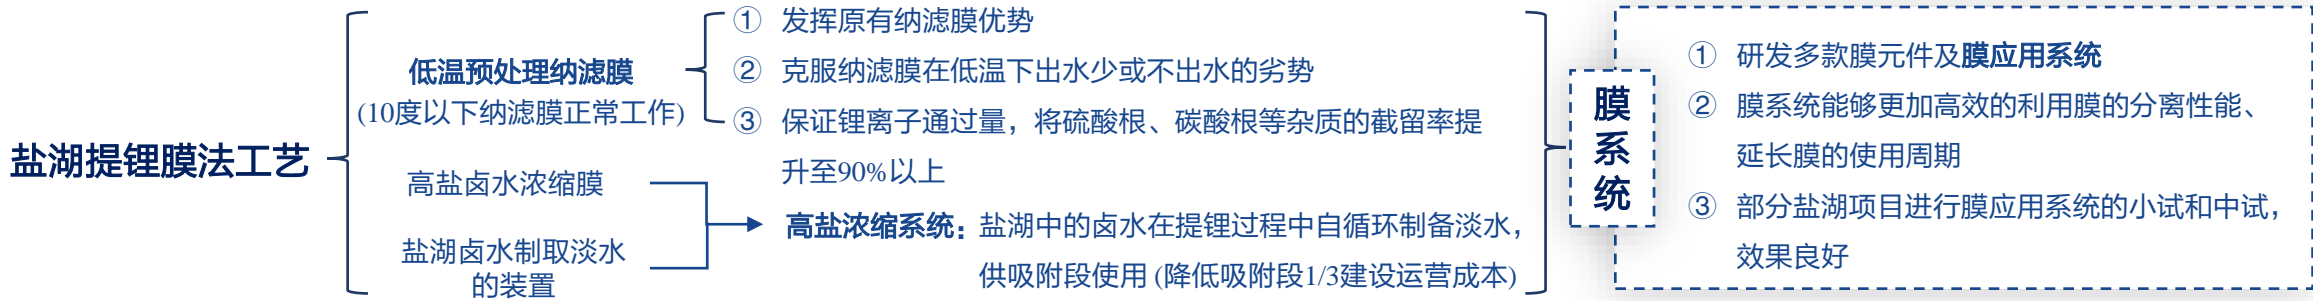 盐湖提锂膜法工艺
低温预处理纳滤膜
(10度以下纳滤膜正常工作)
① 发挥原有纳滤膜优势
② 克服纳滤膜在低温下出水少或不出水的劣势
③ 保证锂离子通过量，将硫酸根、碳酸根等杂质的截留率提
升至90%以上
高盐卤水浓缩膜
盐湖卤水制取淡水
的装置
高盐浓缩系统：盐湖中的卤水在提锂过程中自循环制备淡水，
供吸附段使用 (降低吸附段1/3建设运营成本)
膜
系
统
① 研发多款膜元件及膜应用系统
② 膜系统能够更加高效的利用膜的分离性能、
延长膜的使用周期
③ 部分盐湖项目进行膜应用系统的小试和中试，
效果良好